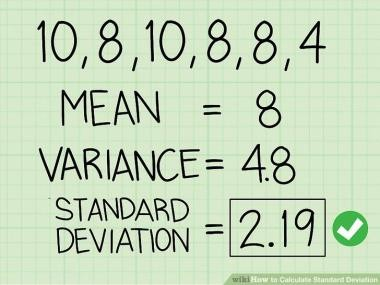 10, 8, 10, 8, 8, 4
MEAN = 8
VARIANCE = 4.8
STANDARD
DEVIATION = 2.19
wikiHow to Calculate Standard Deviation